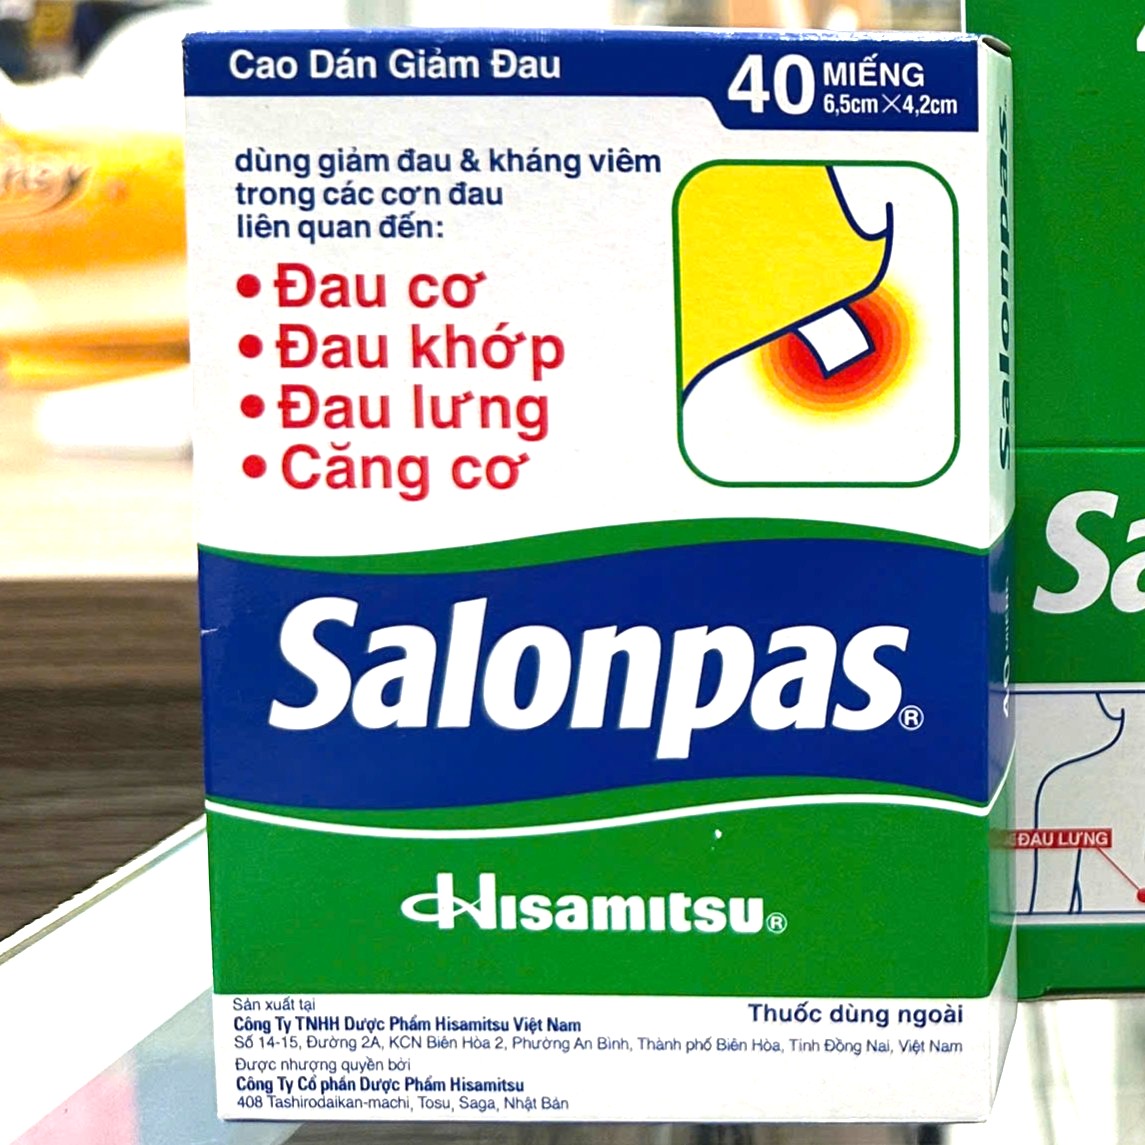 Cao Dán Giảm Đau
40 MIẾNG
6,5cm×4,2cm
dùng giảm đau & kháng viêm
trong các cơn đau
liên quan đến:
• Đau cơ
• Đau khớp
• Đau lưng
• Căng cơ
Salonpas®
Hisamitsu®
Sản xuất tại
Công Ty TNHH Dược Phẩm Hisamitsu Việt Nam
Số 14-15, Đường 2A, KCN Biên Hòa 2, Phường An Bình, Thành phố Biên Hòa, Tỉnh Đồng Nai, Việt Nam
Được nhượng quyền bởi
Công Ty Cổ phần Dược Phẩm Hisamitsu
408 Tashirodaikan-machi, Tosu, Saga, Nhật Bản
Thuốc dùng ngoài
Salonpas
40 MIẾNG
Sa
ĐAU LƯNG